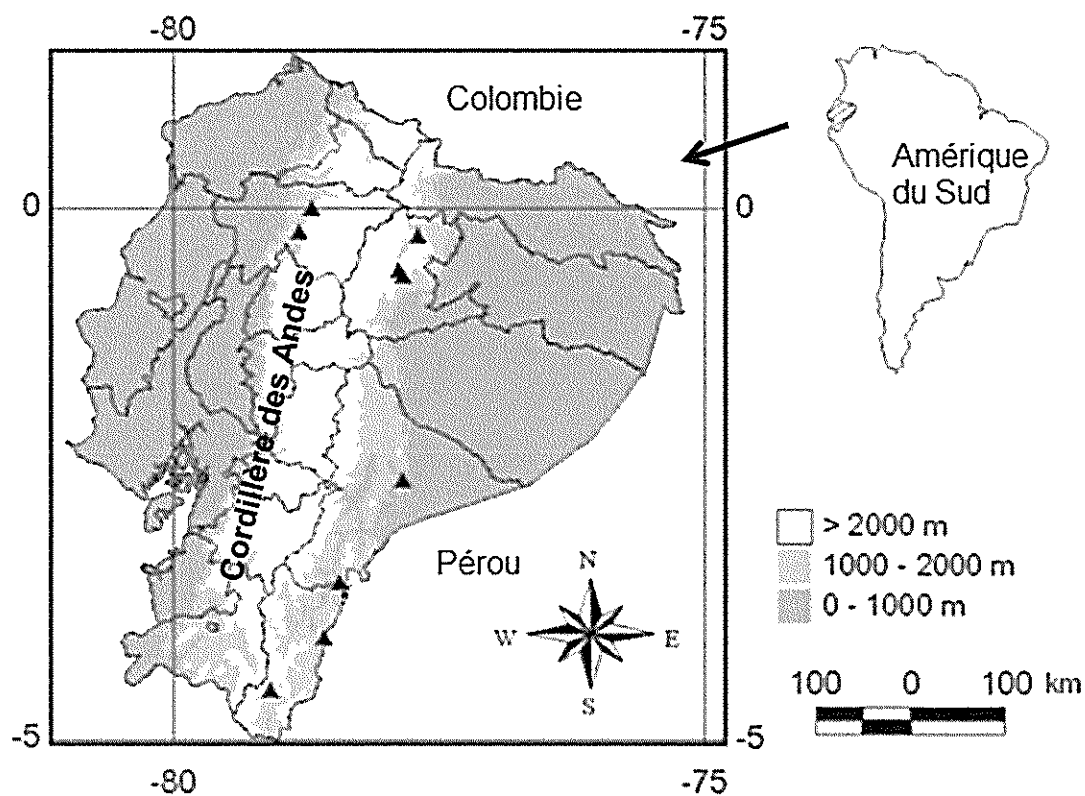 -80
-75
Colombie
Amérique
du Sud
0
0
Cordillère des Andes
> 2000 m
1000 - 2000 m
0 - 1000 m
Pérou
N
W
E
S
100 0 100 km
-5
-5
-80
-75